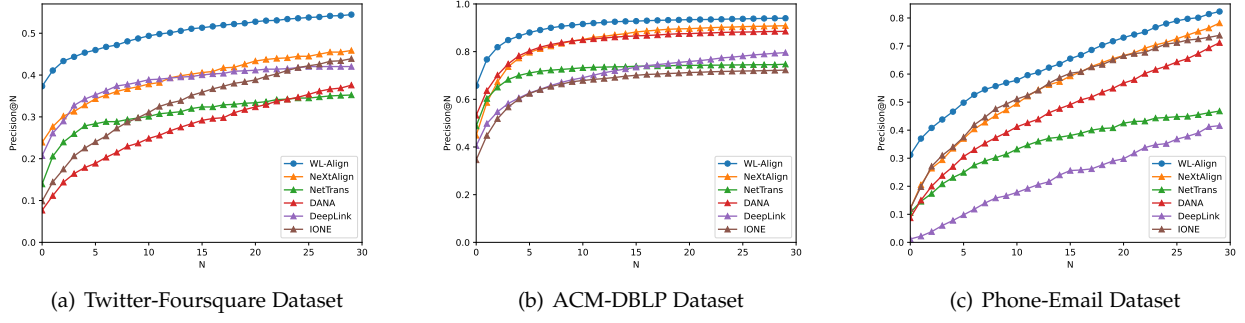 0.5
0.4
0.3
0.2
0.1
0.0
Precision@N
0 5 10 15 20 25 30
N
WL-Align
NeXtAlign
NetTrans
DANA
DeepLink
IONE
(a) Twitter-Foursquare Dataset
1.0
0.8
0.6
0.4
0.2
0.0
Precision@N
0 5 10 15 20 25 30
N
WL-Align
NeXtAlign
NetTrans
DANA
DeepLink
IONE
(b) ACM-DBLP Dataset
0.8
0.7
0.6
0.5
0.4
0.3
0.2
0.1
0.0
Precision@N
0 5 10 15 20 25 30
N
WL-Align
NeXtAlign
NetTrans
DANA
DeepLink
IONE
(c) Phone-Email Dataset